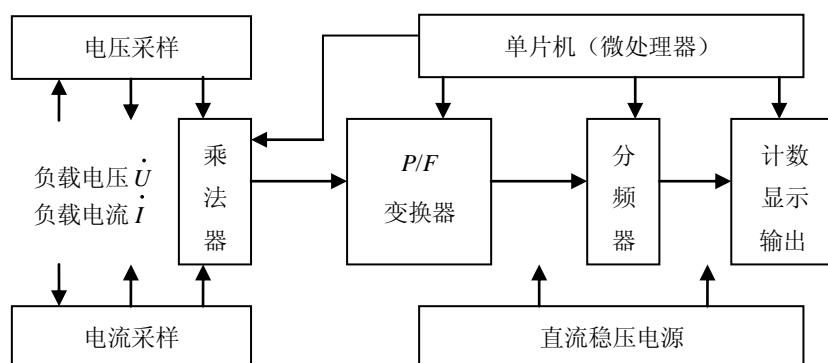 电压采样
单片机（微处理器）
负载电压 U̇
负载电流 İ
乘
法
器
P/F
变换器
分
频
器
计数
显示
输出
电流采样
直流稳压电源